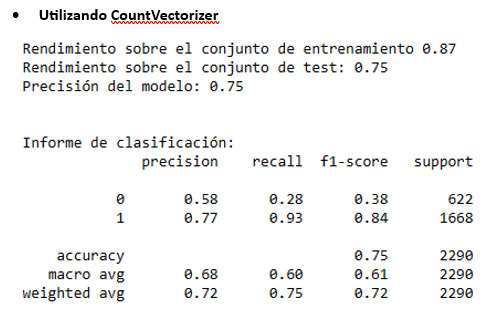 • Utilizando CountVectorizer
Rendimiento sobre el conjunto de entrenamiento 0.87
Rendimiento sobre el conjunto de test: 0.75
Precisión del modelo: 0.75
Informe de clasificación:
precision recall f1-score support
0 0.58 0.28 0.38 622
1 0.77 0.93 0.84 1668
accuracy 0.75 2290
macro avg 0.68 0.60 0.61 2290
weighted avg 0.72 0.75 0.72 2290